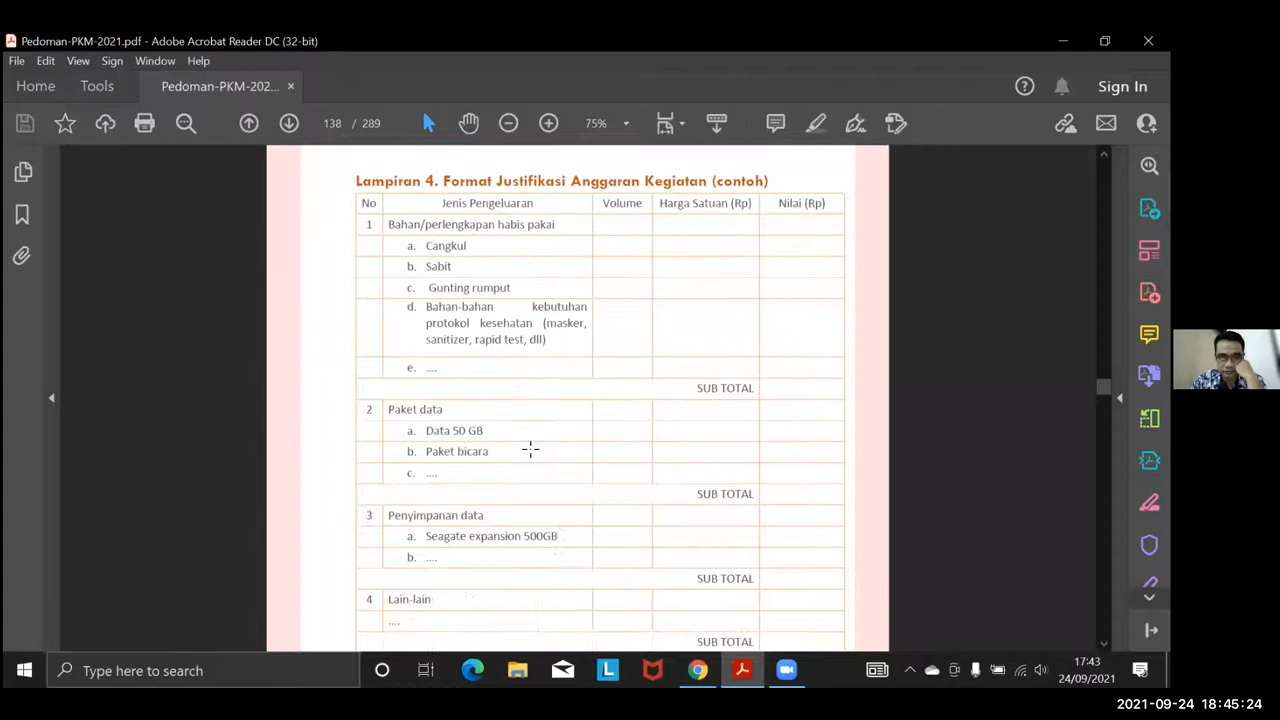 Pedoman-PKM-2021.pdf - Adobe Acrobat Reader DC (32-bit)
File Edit View Sign Window Help
Home Tools Pedoman-PKM-202... × Sign In
138 / 289 75%
Lampiran 4. Format Justifikasi Anggaran Kegiatan (contoh)
No Jenis Pengeluaran Volume Harga Satuan (Rp) Nilai (Rp)
1 Bahan/perlengkapan habis pakai
a. Cangkul
b. Sabit
c. Gunting rumput
d. Bahan-bahan kebutuhan
protokol kesehatan (masker,
sanitizer, rapid test, dll)
e. ....
SUB TOTAL
2 Paket data
a. Data 50 GB
b. Paket bicara
c. ....
SUB TOTAL
3 Penyimpanan data
a. Seagate expansion 500GB
b. ....
SUB TOTAL
4 Lain-lain
....
SUB TOTAL
Type here to search
17:43
24/09/2021
2021-09-24 18:45:24